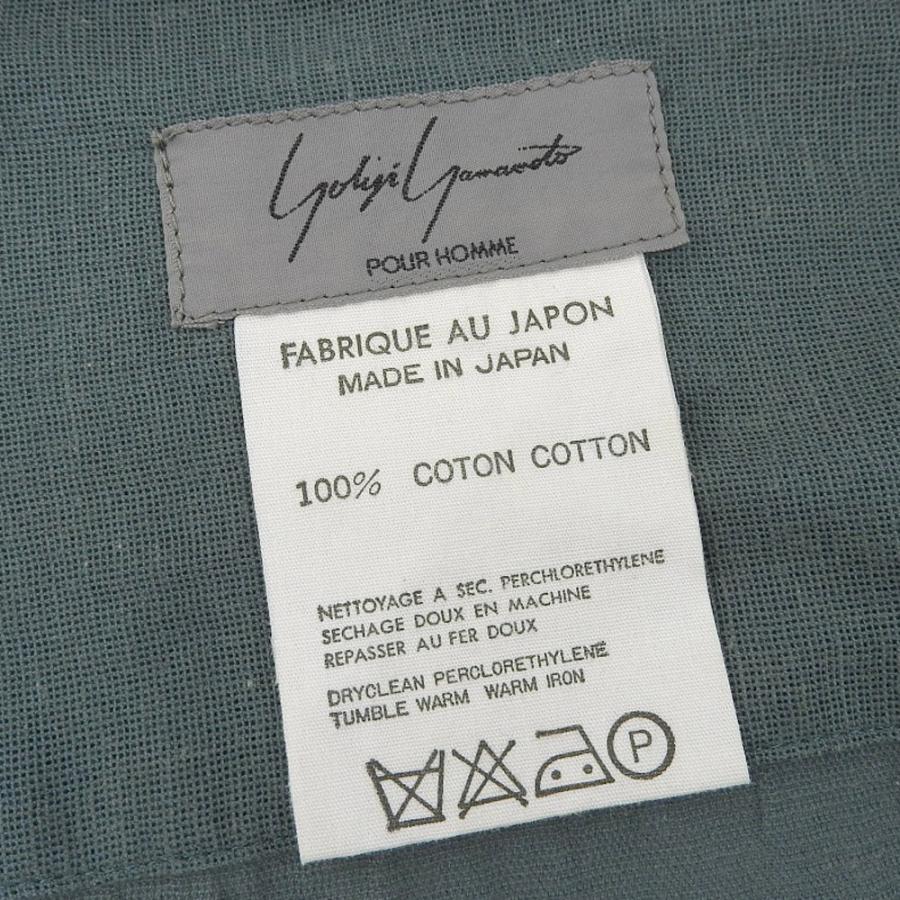 Yohji Yamamoto
POUR HOMME
FABRIQUE AU JAPON
MADE IN JAPAN
100% COTON COTTON
NETTOYAGE A SEC. PERCHLORETHYLENE
SECHAGE DOUX EN MACHINE
REPASSER AU FER DOUX
DRYCLEAN PERCLORETHYLENE
TUMBLE WARM WARM IRON
P